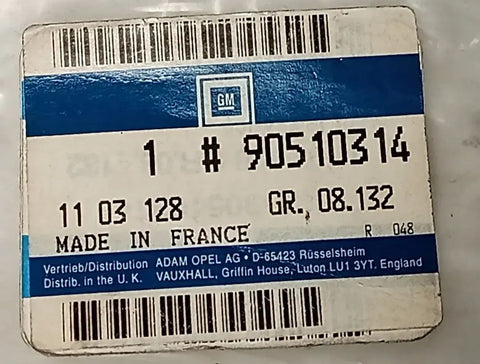 GM
1 # 90510314
11 03 128 GR. 08.132
MADE IN FRANCE R 048
Vertrieb/Distribution ADAM OPEL AG • D-65423 Rüsselsheim
Distrib. in the U. K. VAUXHALL, Griffin House, Luton LU1 3YT. England